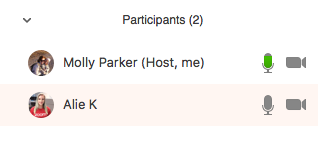 Participants (2)
Molly Parker (Host, me)
Alie K